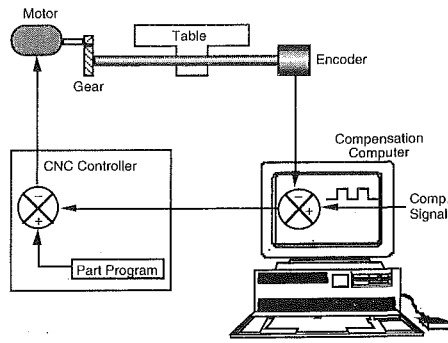 Motor
Table
Encoder
Gear
Compensation
Computer
CNC Controller
Comp.
Signal
Part Program